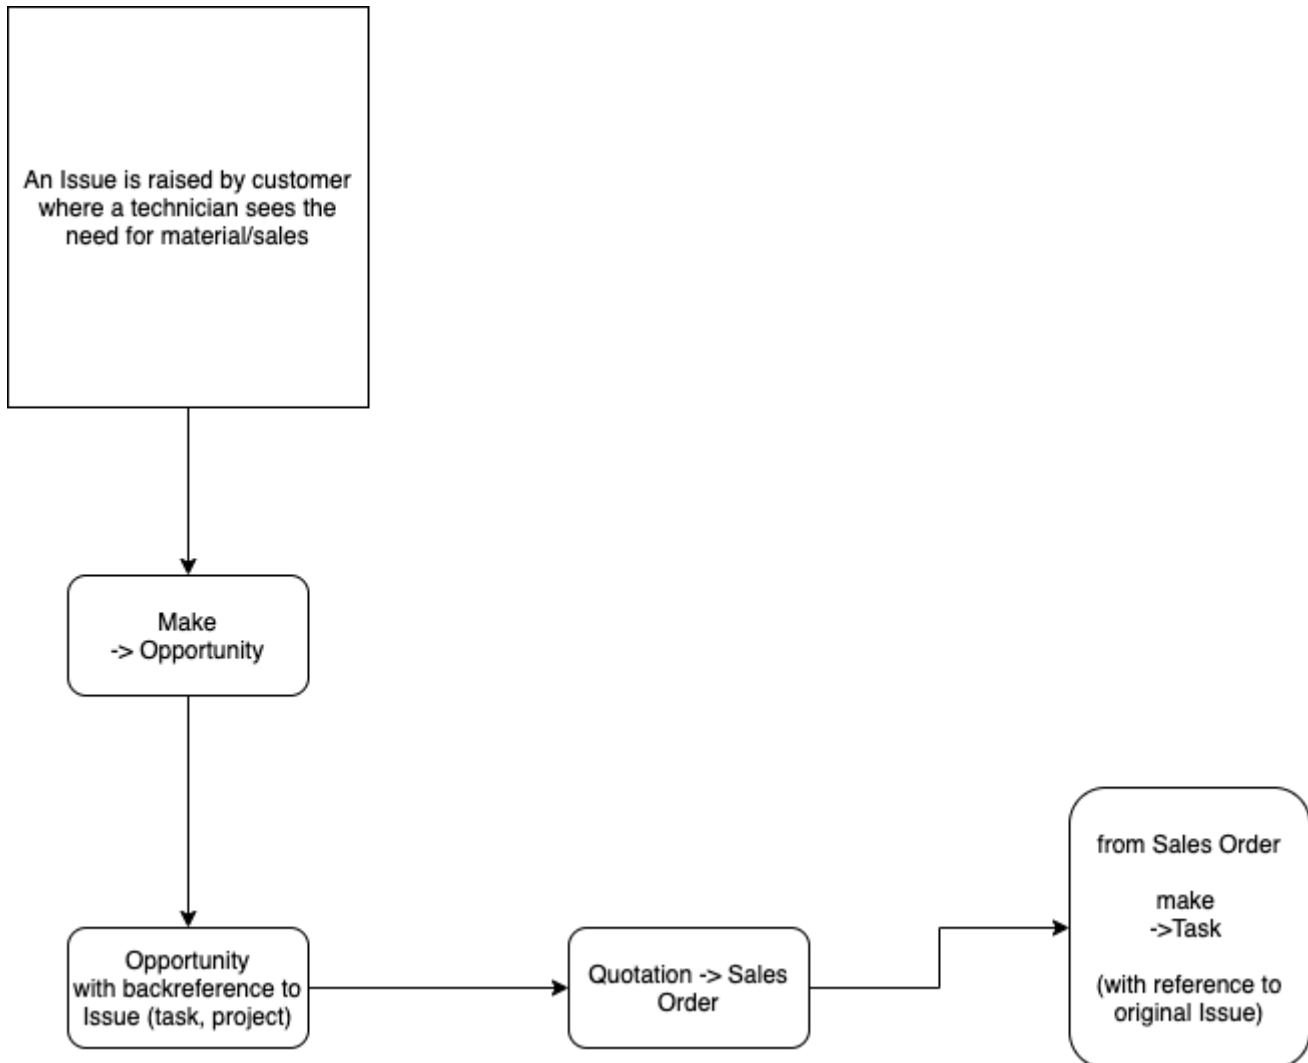 An Issue is raised by customer
where a technician sees the
need for material/sales
Make
-> Opportunity
Opportunity
with backreference to
Issue (task, project)
Quotation -> Sales
Order
from Sales Order
make
->Task
(with reference to
original Issue)